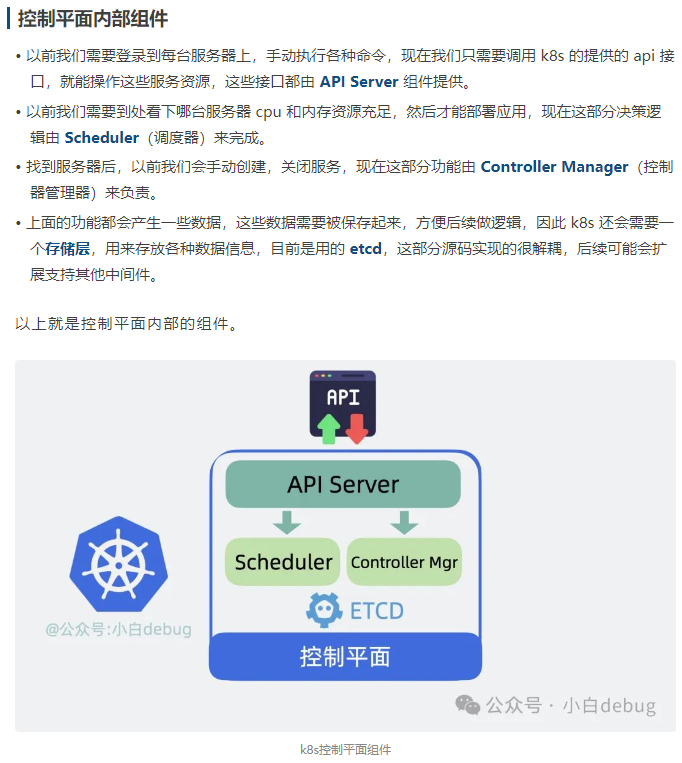 控制平面内部组件
• 以前我们需要登录到每台服务器上，手动执行各种命令，现在我们只需要调用 k8s 的提供的 api 接
口，就能操作这些服务资源，这些接口都由 API Server 组件提供。
• 以前我们需要到处看下哪台服务器 cpu 和内存资源充足，然后才能部署应用，现在这部分决策逻
辑由 Scheduler（调度器）来完成。
• 找到服务器后，以前我们会手动创建，关闭服务，现在这部分功能由 Controller Manager（控制
器管理器）来负责。
• 上面的功能都会产生一些数据，这些数据需要被保存起来，方便后续做逻辑，因此 k8s 还会需要一
个存储层，用来存放各种数据信息，目前是用的 etcd，这部分源码实现的很解耦，后续可能会扩
展支持其他中间件。
以上就是控制平面内部的组件。
API
API Server
Scheduler
Controller Mgr
ETCD
@公众号:小白debug
控制平面
公众号 · 小白debug
k8s控制平面组件